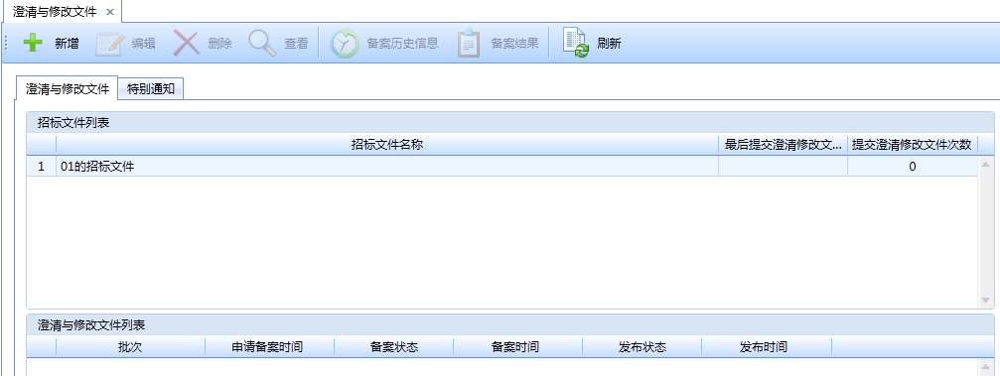 澄清与修改文件 ×
新增 编辑 删除 查看 备案历史信息 备案结果 刷新
澄清与修改文件 特别通知
招标文件列表
招标文件名称 最后提交澄清修改文... 提交澄清修改文件次数
1 01的招标文件 0
澄清与修改文件列表
批次 申请备案时间 备案状态 备案时间 发布状态 发布时间